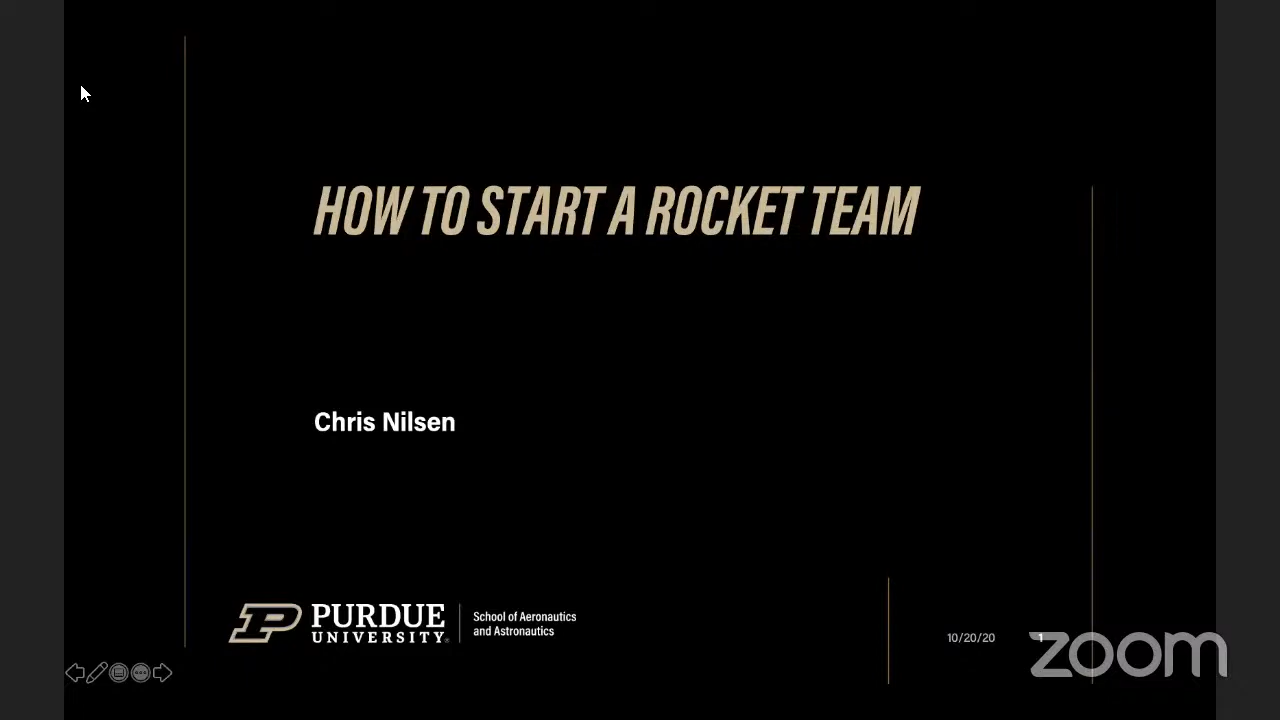 HOW TO START A ROCKET TEAM
Chris Nilsen
PURDUE
UNIVERSITY®
School of Aeronautics
and Astronautics
10/20/20
1
zoom